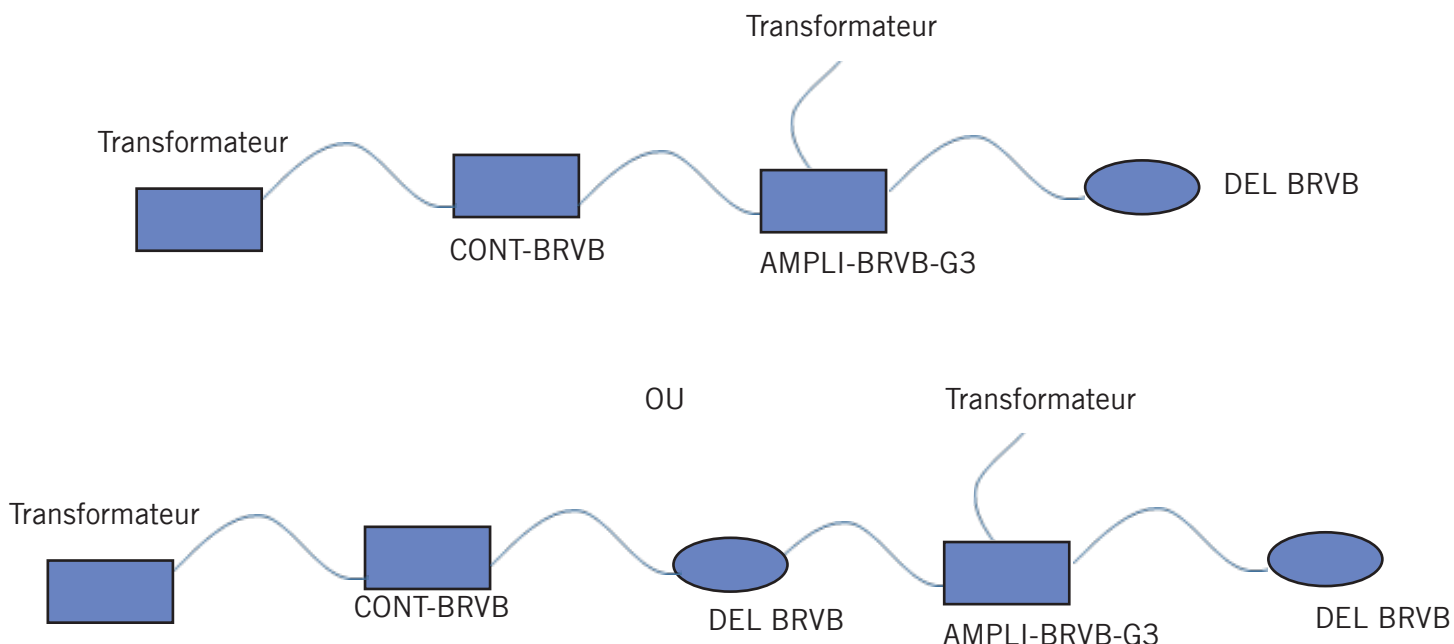 Transformateur
Transformateur
DEL BRVB
CONT-BRVB
AMPLI-BRVB-G3
OU
Transformateur
Transformateur
CONT-BRVB
DEL BRVB
AMPLI-BRVB-G3
DEL BRVB